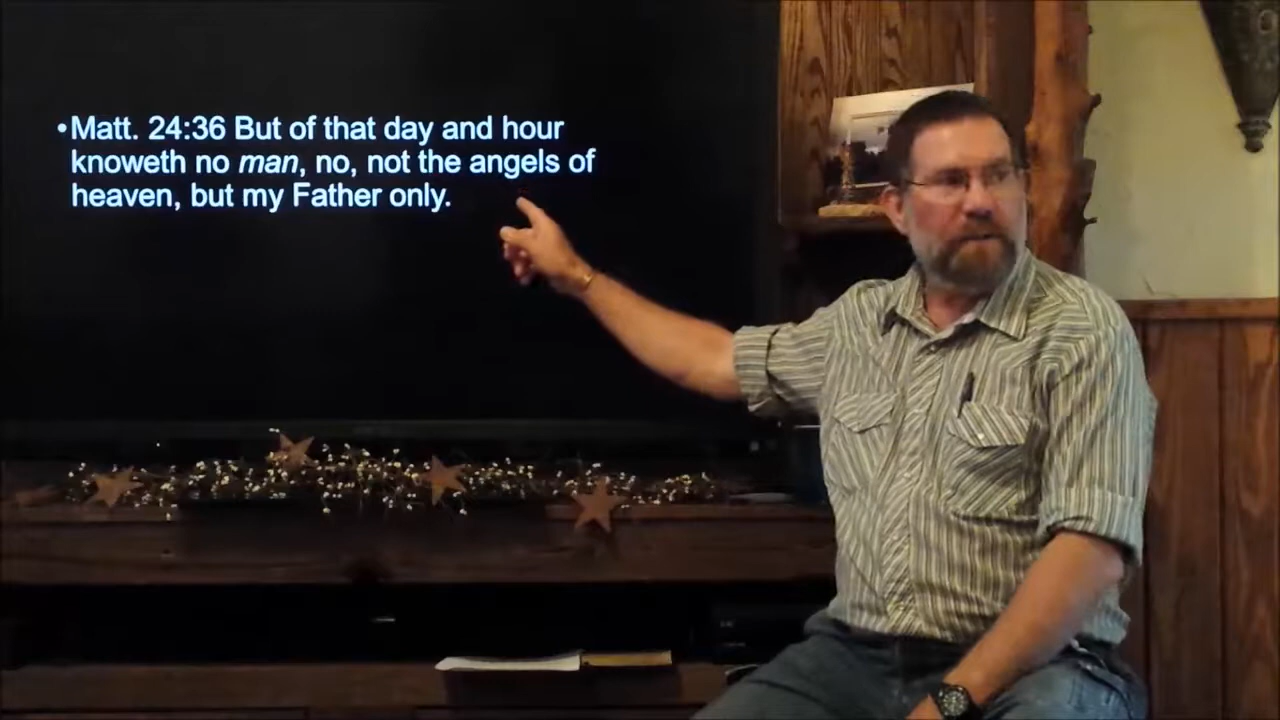 •Matt. 24:36 But of that day and hour
knoweth no man, no, not the angels of
heaven, but my Father only.